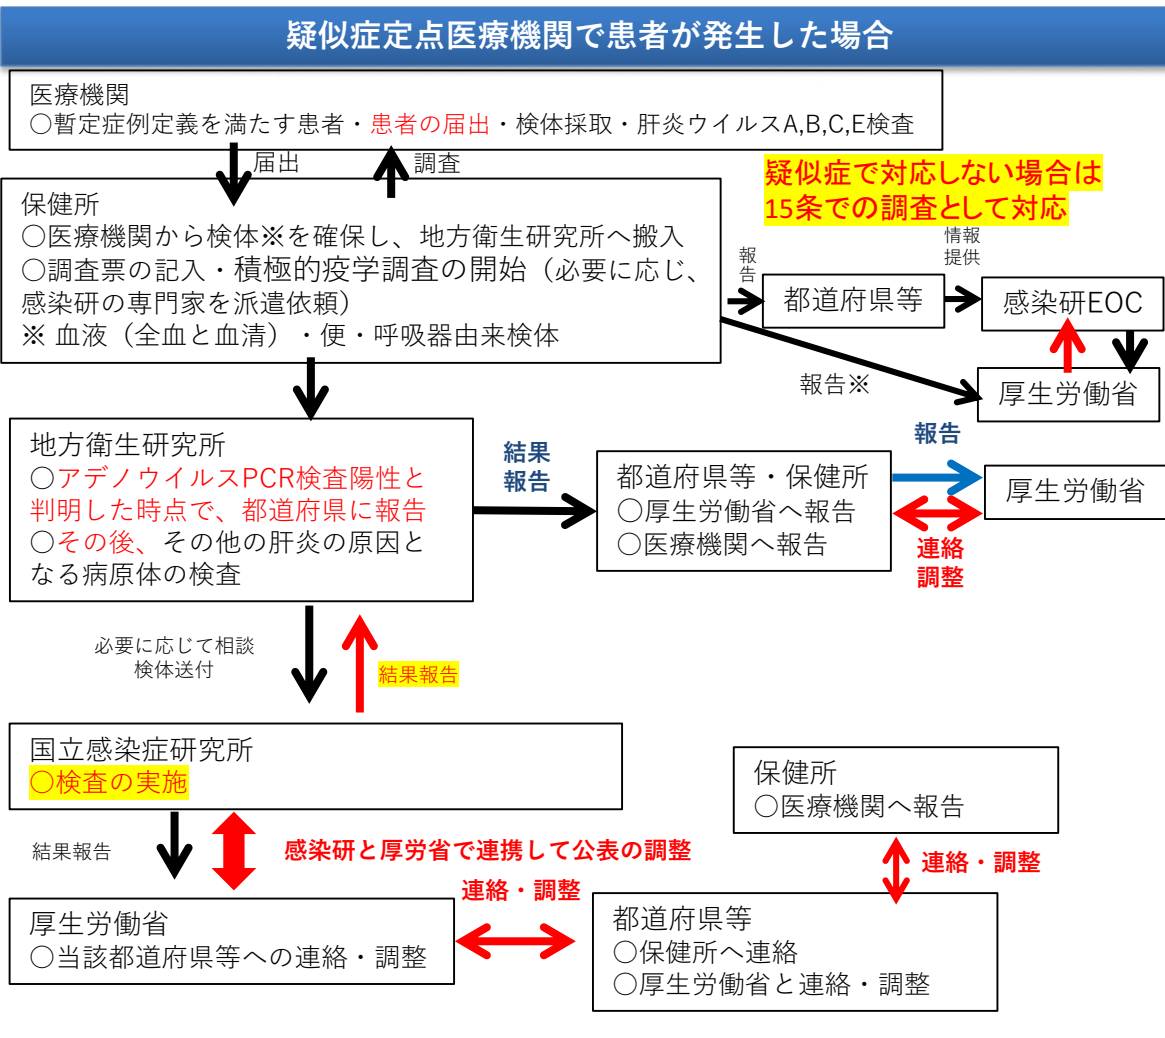 疑似症定点医療機関で患者が発生した場合
医療機関
○暫定症例定義を満たす患者・患者の届出・検体採取・肝炎ウイルスA,B,C,E検査
届出
調査
疑似症で対応しない場合は
15条での調査として対応
保健所
○医療機関から検体※を確保し、地方衛生研究所へ搬入
○調査票の記入・積極的疫学調査の開始（必要に応じ、
感染研の専門家を派遣依頼）
※ 血液（全血と血清）・便・呼吸器由来検体
報
告
都道府県等
情報
提供
感染研EOC
報告※
厚生労働省
地方衛生研究所
○アデノウイルスPCR検査陽性と
判明した時点で、都道府県に報告
○その後、その他の肝炎の原因と
なる病原体の検査
結果
報告
都道府県等・保健所
○厚生労働省へ報告
○医療機関へ報告
報告
連絡
調整
厚生労働省
必要に応じて相談
検体送付
結果報告
国立感染症研究所
○検査の実施
結果報告
感染研と厚労省で連携して公表の調整
保健所
○医療機関へ報告
連絡・調整
連絡・調整
厚生労働省
○当該都道府県等への連絡・調整
都道府県等
○保健所へ連絡
○厚生労働省と連絡・調整